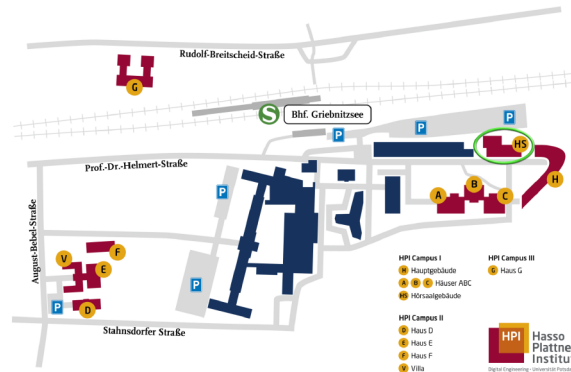 Rudolf-Breitscheid-Straße
G
S Bhf. Griebnitzsee
P
P
P
HS
Prof.-Dr.-Helmert-Straße
P
H
A B C
August-Bebel-Straße
F
V
E
P
P
D
Stahnsdorfer Straße
HPI Campus I
H Hauptgebäude
A B C Häuser ABC
HS Hörsaalgebäude
HPI Campus II
D Haus D
E Haus E
F Haus F
V Villa
HPI Campus III
G Haus G
HPI Hasso
Plattne
Institu
Digital Engineering · Universität Potsda